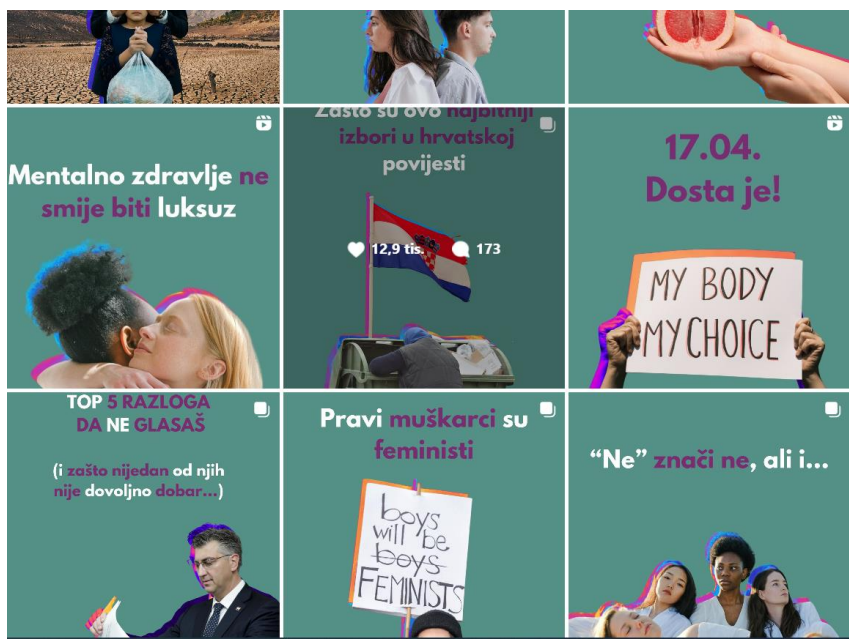 Mentalno zdravlje ne
smije biti luksuz
Zašto su ovo najbitniji
izbori u hrvatskoj
povijesti
12,9 tis.
173
17.04.
Dosta je!
MY BODY
MY CHOICE
TOP 5 RAZLOGA
DA NE GLASAŠ
(i zašto nijedan od njih
nije dovoljno dobar...)
Pravi muškarci su
feministi
boys
will be
boys
FEMINISTS
“Ne” znači ne, ali i...